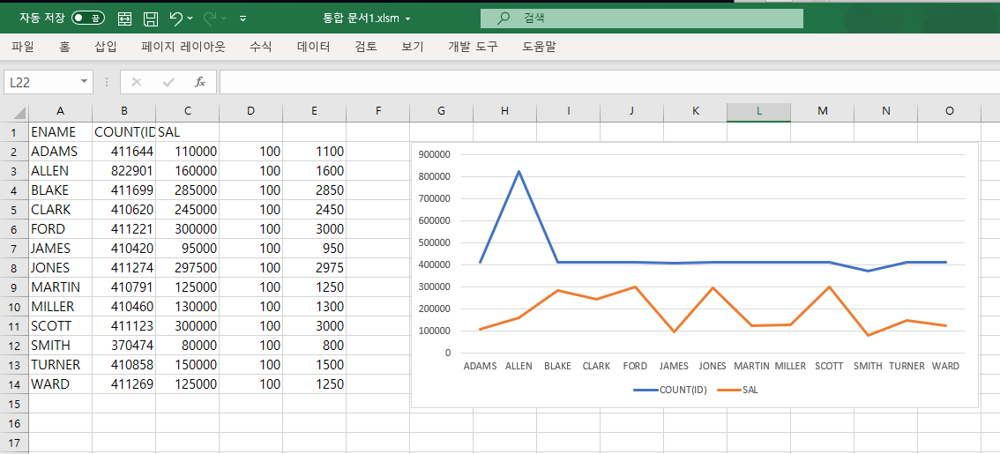 자동 저장 끔 통합 문서1.xlsm 검색
파일 홈 삽입 페이지 레이아웃 수식 데이터 검토 보기 개발 도구 도움말
L22 fx
A B C D E F G H I J K L M N O
1 ENAME COUNT(ID SAL
2 ADAMS 411644 110000 100 1100
3 ALLEN 822901 160000 100 1600
4 BLAKE 411699 285000 100 2850
5 CLARK 410620 245000 100 2450
6 FORD 411221 300000 100 3000
7 JAMES 410420 95000 100 950
8 JONES 411274 297500 100 2975
9 MARTIN 410791 125000 100 1250
10 MILLER 410460 130000 100 1300
11 SCOTT 411123 300000 100 3000
12 SMITH 370474 80000 100 800
13 TURNER 410858 150000 100 1500
14 WARD 411269 125000 100 1250
15
16
17
900000
800000
700000
600000
500000
400000
300000
200000
100000
0
ADAMS ALLEN BLAKE CLARK FORD JAMES JONES MARTIN MILLER SCOTT SMITH TURNER WARD
COUNT(ID) SAL